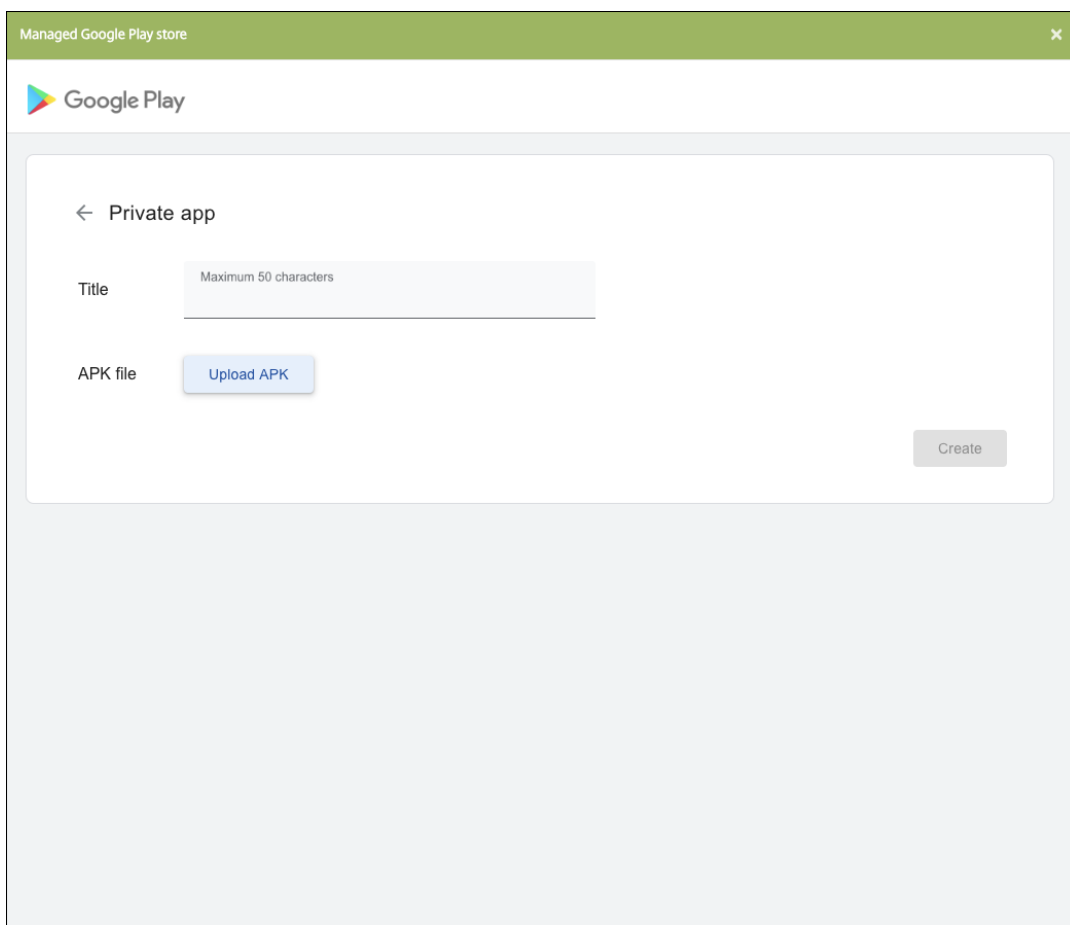 Managed Google Play store
Google Play
Private app
Title
Maximum 50 characters
APK file
Upload APK
Create